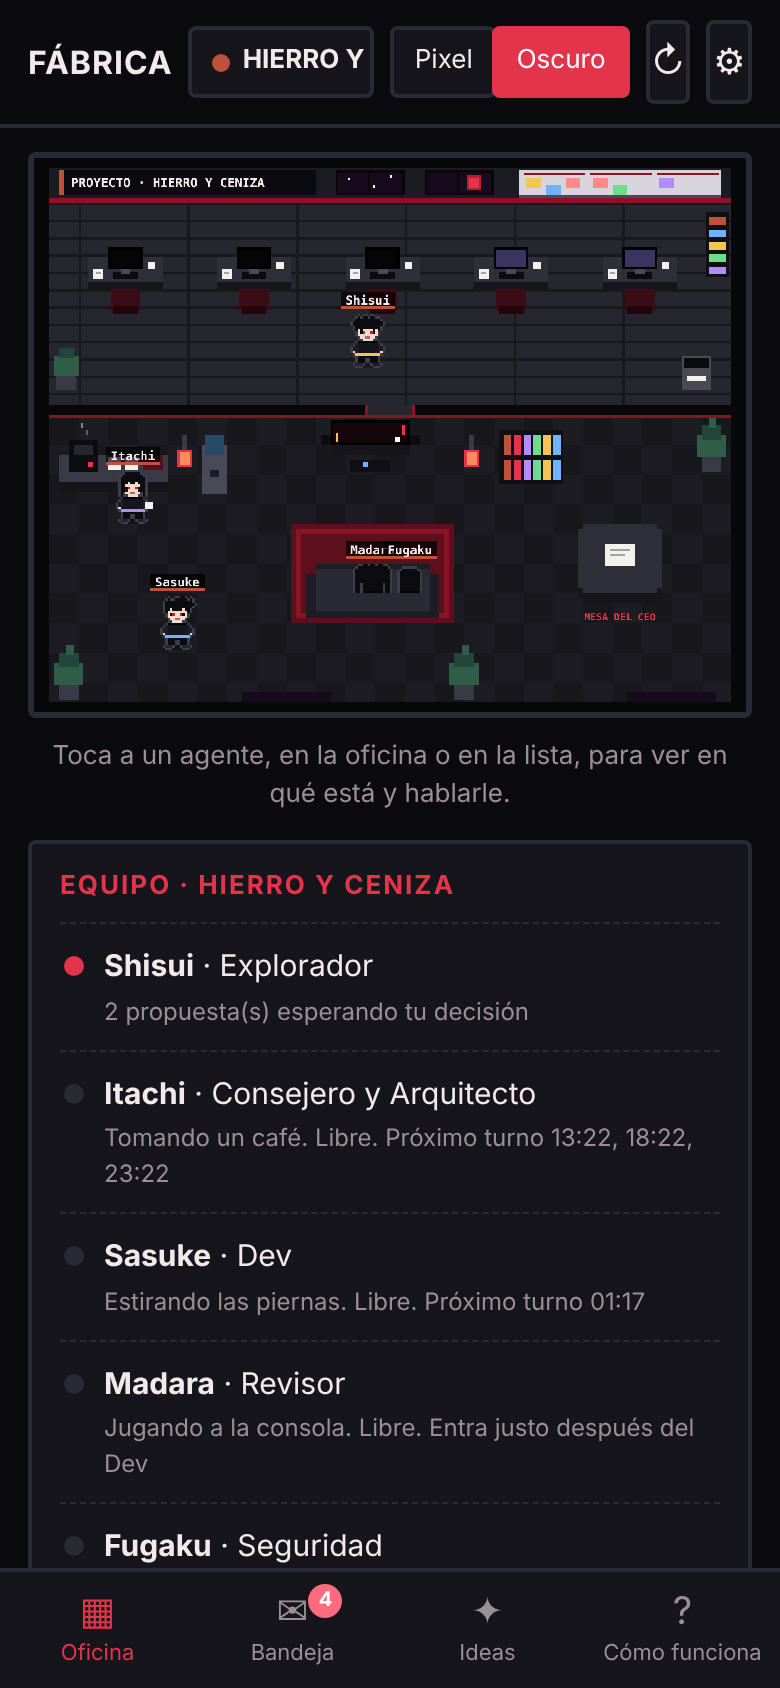 FÁBRICA
HIERRO Y
Pixel
Oscuro
PROYECTO · HIERRO Y CENIZA
Shisui
Itachi
Madar
Fugaku
Sasuke
MESA DEL CEO
Toca a un agente, en la oficina o en la lista, para ver en
qué está y hablarle.
EQUIPO · HIERRO Y CENIZA
Shisui · Explorador
2 propuesta(s) esperando tu decisión
Itachi · Consejero y Arquitecto
Tomando un café. Libre. Próximo turno 13:22, 18:22,
23:22
Sasuke · Dev
Estirando las piernas. Libre. Próximo turno 01:17
Madara · Revisor
Jugando a la consola. Libre. Entra justo después del
Dev
Fugaku · Seguridad
4
Oficina
Bandeja
Ideas
?
Cómo funciona